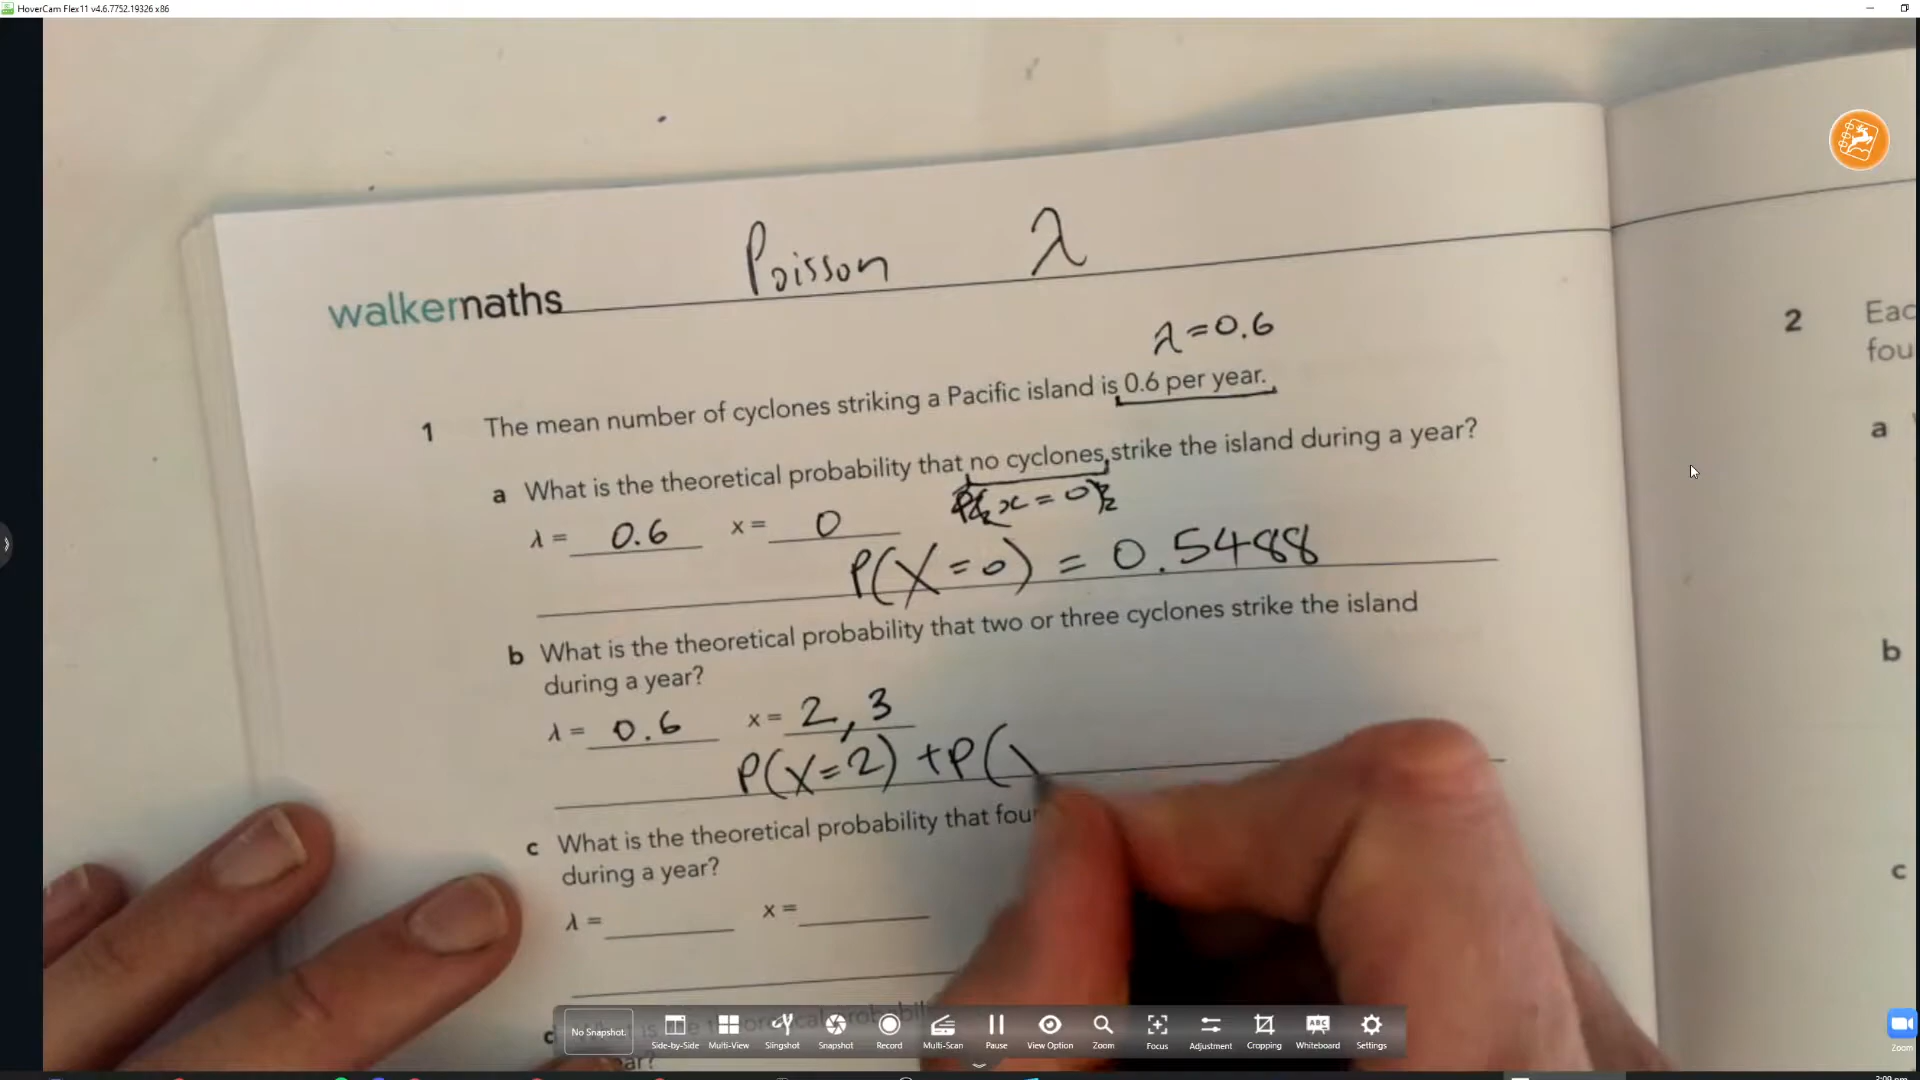 HoverCam Flex11 v4.6.7752.19326 x86
Poisson λ
walkernaths
λ = 0.6
1 The mean number of cyclones striking a Pacific island is 0.6 per year.
a What is the theoretical probability that no cyclones strike the island during a year?
x = 0
λ = 0.6 x = 0
P(X = 0) = 0.5488
b What is the theoretical probability that two or three cyclones strike the island
during a year?
λ = 0.6 x = 2, 3
P(X = 2) + P(
c What is the theoretical probability that four
during a year?
λ = x =
2
a
b
c
No Snapshot.
Side-by-Side Multi-View Slingshot Snapshot Record Multi-Scan Pause View Option Zoom Focus Adjustment Cropping Whiteboard Settings
ABC
Zoom